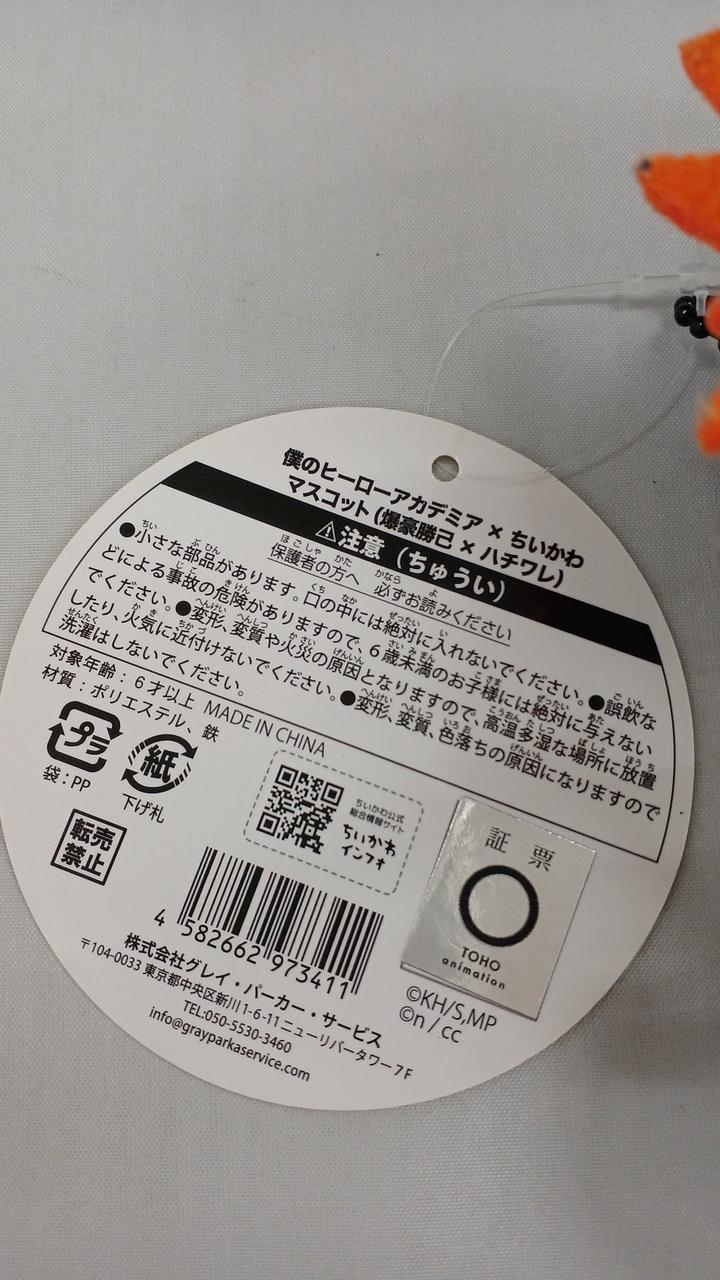 僕のヒーローアカデミア × ちいかわ
マスコット(爆豪勝己 × ハチワレ)
⚠注意（ちゅうい）
保護者の方へ 必ずお読みください
●小さな部品があります。口の中には絶対に入れないでください。●誤飲な
どによる事故の危険がありますので、6歳未満のお子様には絶対に与えない
でください。●変形、変質や火災の原因となりますので、高温多湿な場所に放置
したり、火気に近付けないでください。●変形、変質、色落ちの原因になりますので
洗濯はしないでください。
対象年齢：6才以上 MADE IN CHINA
材質：ポリエステル、鉄
プラ
袋：PP
紙
下げ札
転売
禁止
ちいかわ公式
総合情報サイト
ちいかわ
インフォ
4 582662 973411
証票
TOHO
animation
©KH/S,MP
©n / cc
株式会社グレイ・パーカー・サービス
〒104-0033 東京都中央区新川1-6-11ニューリバータワー7F
TEL:050-5530-3460
info@grayparkaservice.com